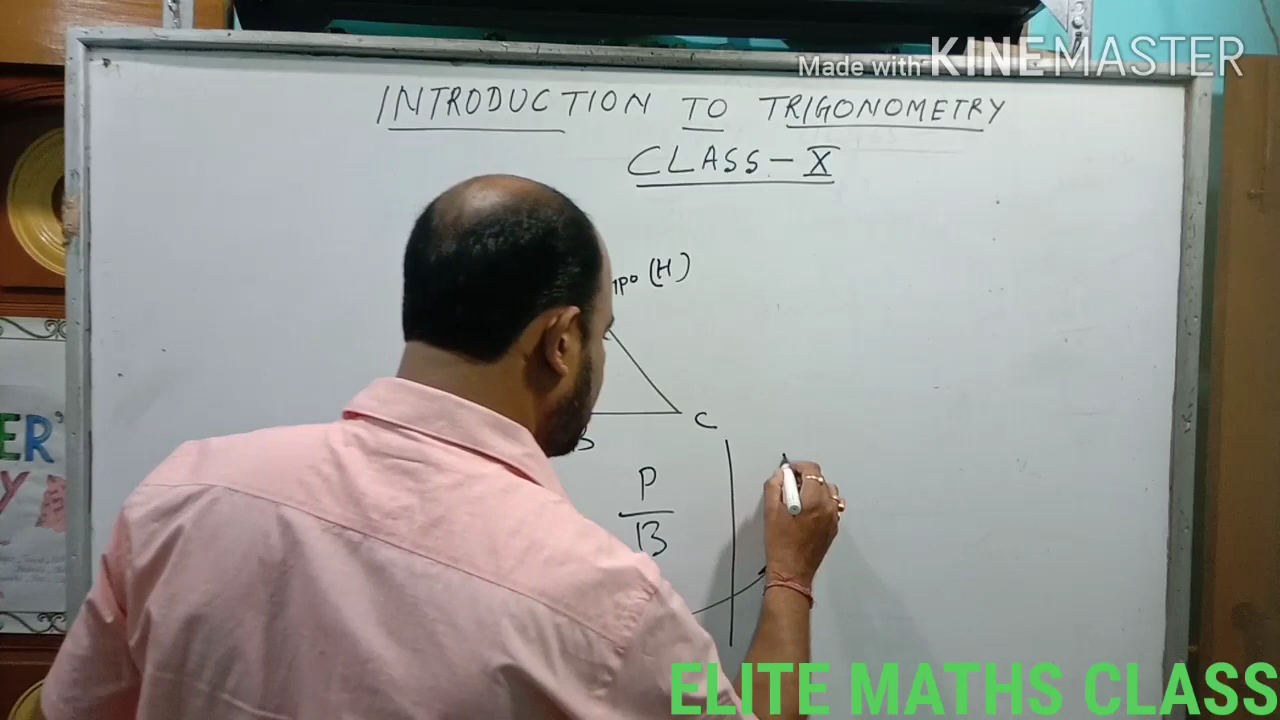 Made with KINEMASTER
INTRODUCTION TO TRIGONOMETRY
CLASS-X
(H)
C
P
B
ELITE MATHS CLASS